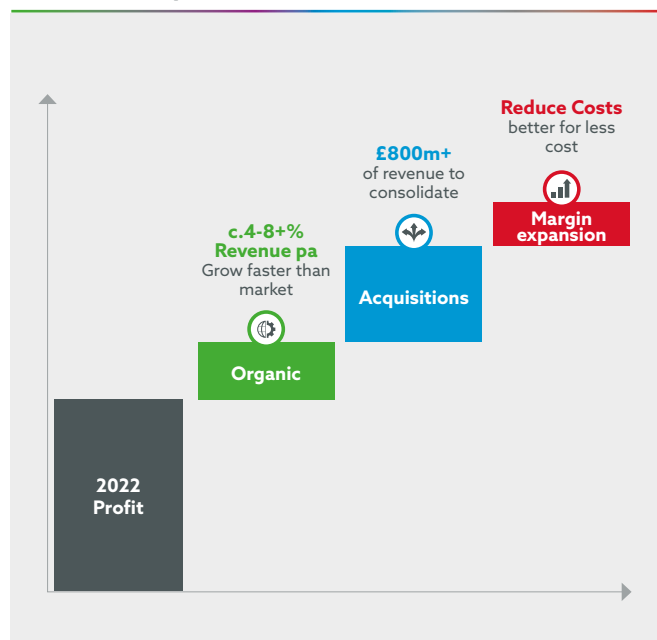 Reduce Costs
better for less
cost
Margin
expansion
£800m+
of revenue to
consolidate
Acquisitions
c.4-8+%
Revenue pa
Grow faster than
market
Organic
2022
Profit